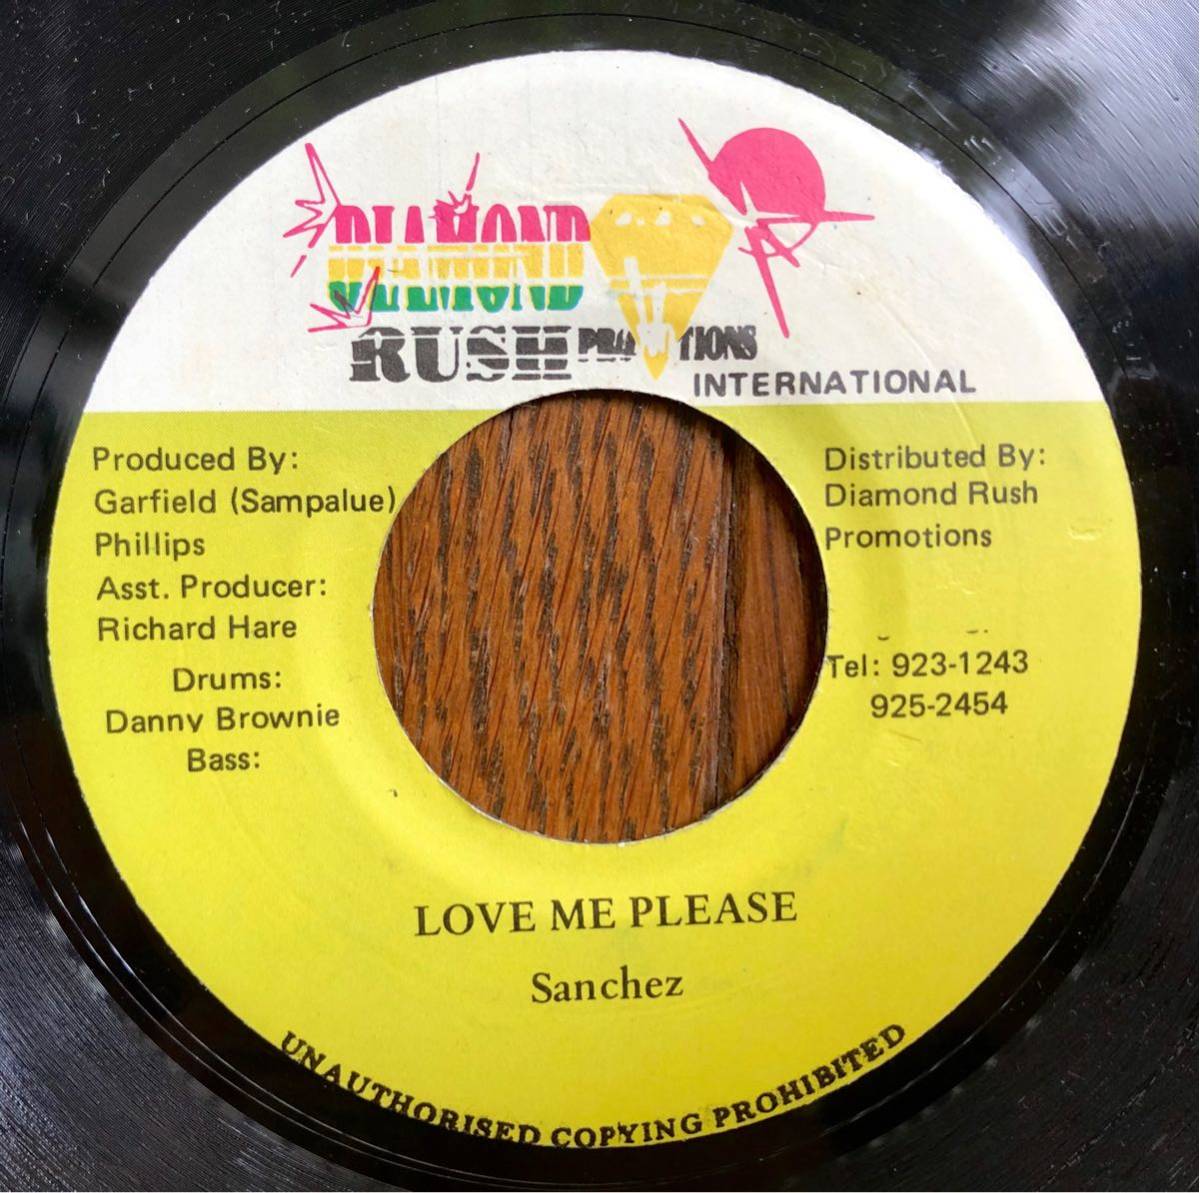 DIAMOND
RUSH PROMOTIONS
INTERNATIONAL
Produced By:
Garfield (Sampalue)
Phillips
Asst. Producer:
Richard Hare
Drums:
Danny Brownie
Bass:
Distributed By:
Diamond Rush
Promotions
Tel: 923-1243
925-2454
LOVE ME PLEASE
Sanchez
UNAUTHORISED COPYING PROHIBITED